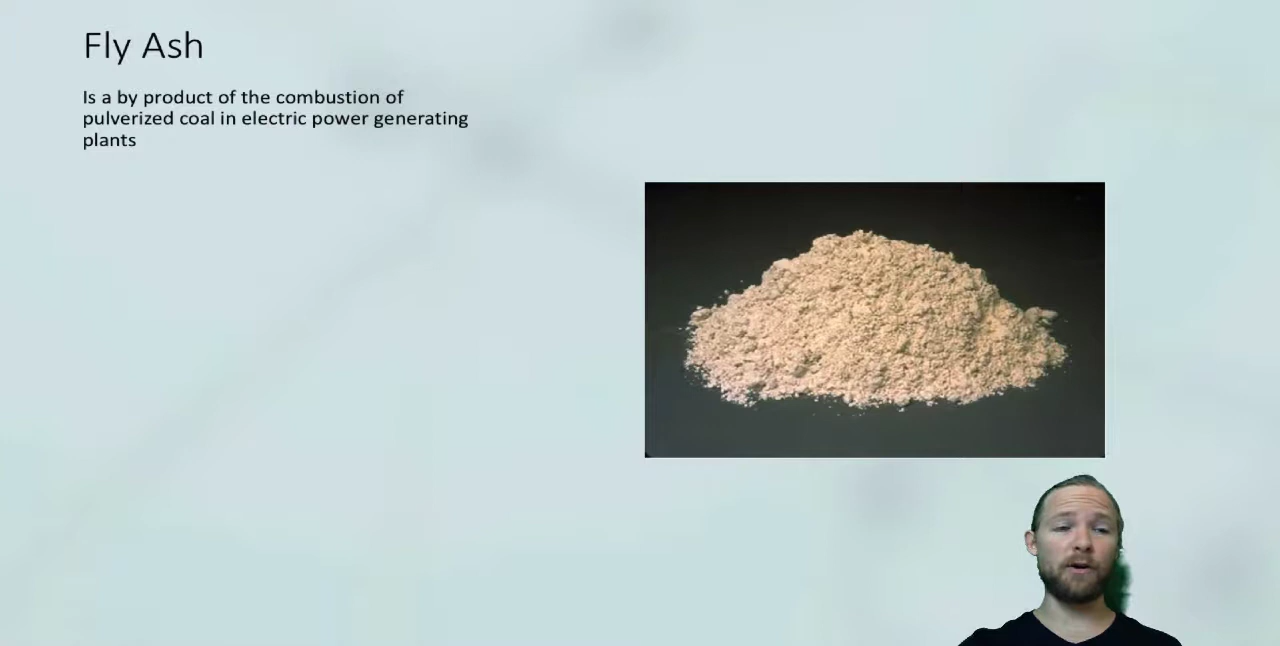 Fly Ash
Is a by product of the combustion of
pulverized coal in electric power generating
plants